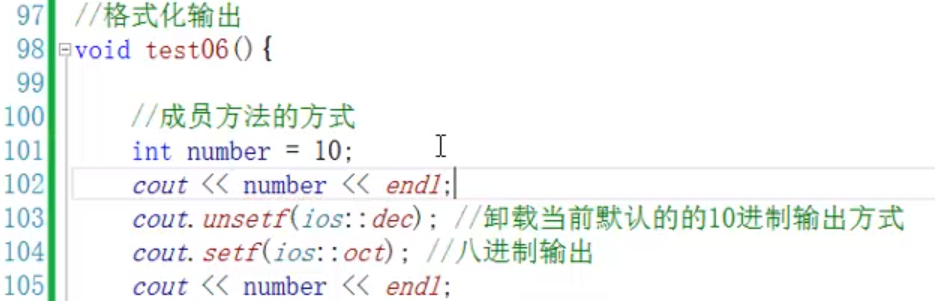 97 //格式化输出
98 void test06(){
99
100 //成员方法的方式
101 int number = 10;
102 cout << number << endl;
103 cout.unsetf(ios::dec); //卸载当前默认的的10进制输出方式
104 cout.setf(ios::oct); //八进制输出
105 cout << number << endl;